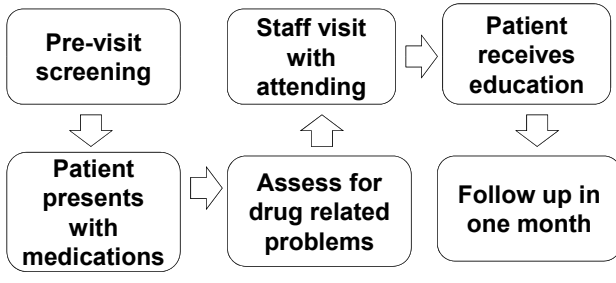 Pre-visit
screening
Patient
presents
with
medications
Assess for
drug related
problems
Staff visit
with
attending
Patient
receives
education
Follow up in
one month